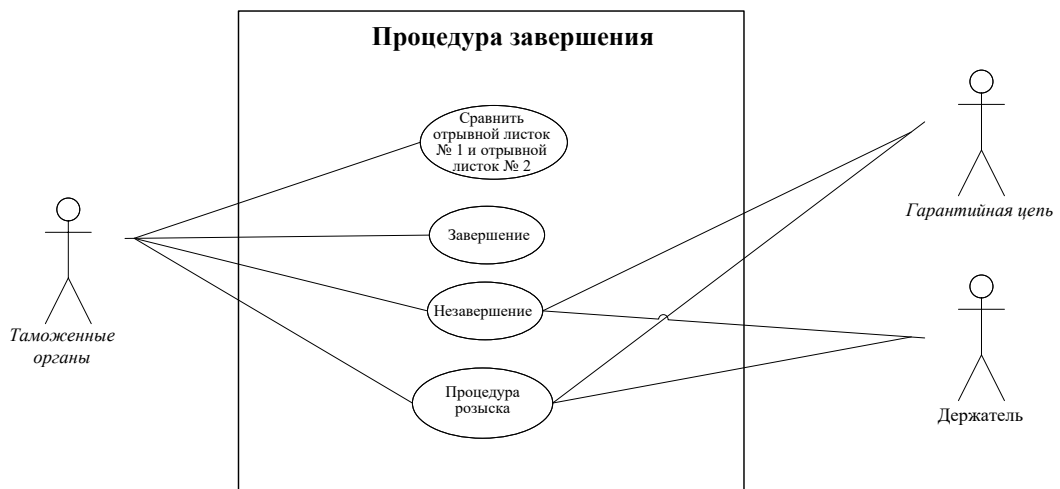 Процедура завершения
Сравнить
отрывной листок
№ 1 и отрывной
листок № 2
Завершение
Незавершение
Процедура
розыска
Таможенные
органы
Гарантийная цепь
Держатель